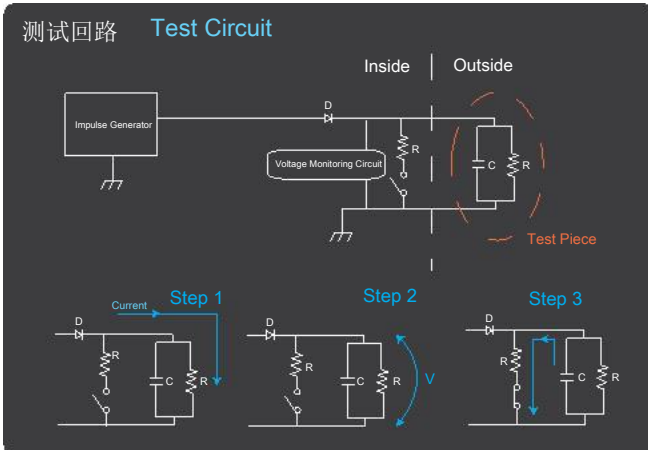 测试回路 Test Circuit
Inside Outside
Impulse Generator
D
Voltage Monitoring Circuit
R
C
R
Test Piece
Step 1
Current
D
R
C
R
Step 2
D
R
C
R
V
Step 3
D
R
C
R